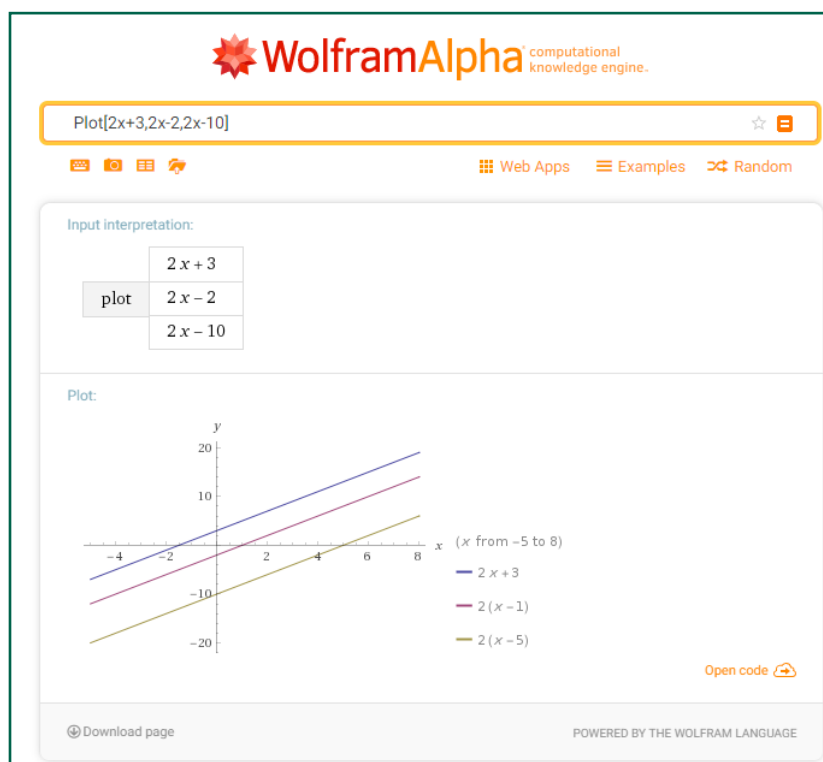 WolframAlpha computational
knowledge engine.
Plot[2x+3,2x-2,2x-10]
Web Apps Examples Random
Input interpretation:
2 x + 3
plot 2 x − 2
2 x − 10
Plot:
y
20
10
x (x from −5 to 8)
−4 −2 2 4 6 8
2 x + 3
−10
2 (x − 1)
−20 2 (x − 5)
Open code
Download page POWERED BY THE WOLFRAM LANGUAGE